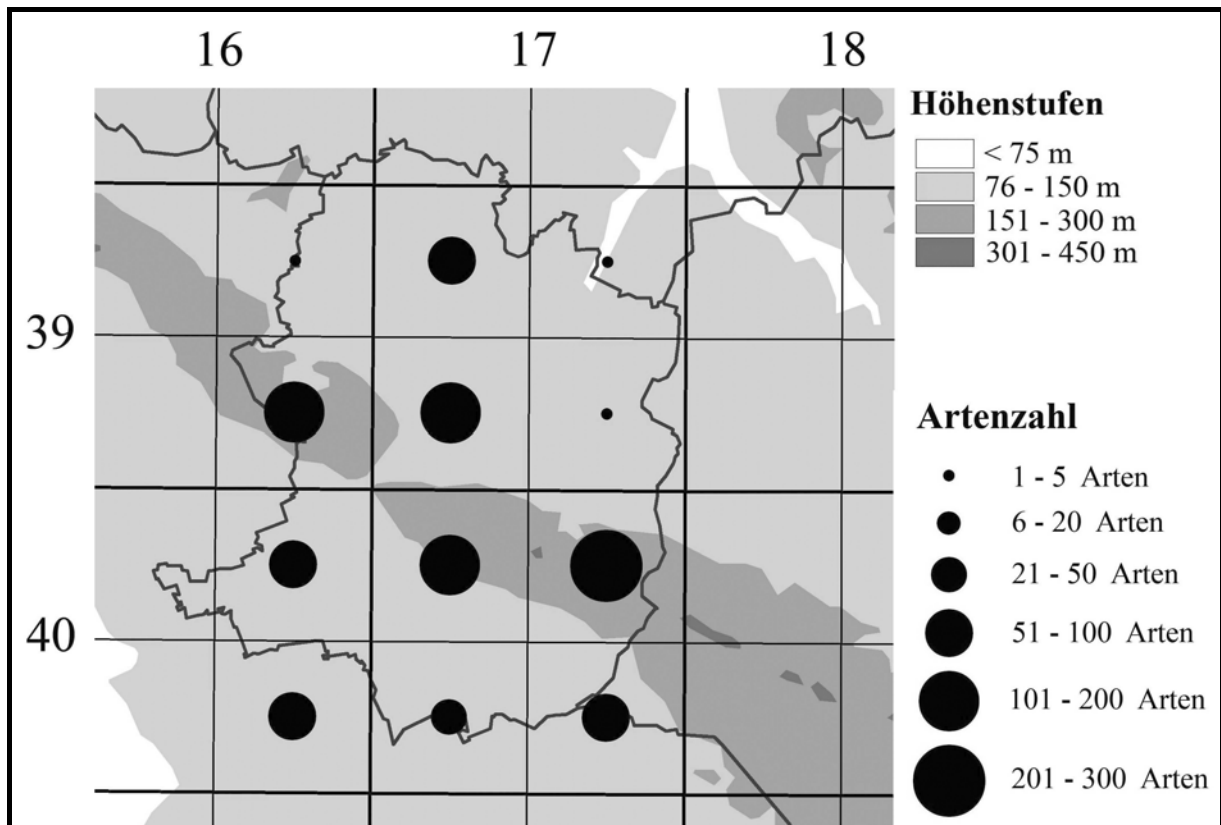 16 17 18
39
40
Höhenstufen
< 75 m
76 - 150 m
151 - 300 m
301 - 450 m
Artenzahl
1 - 5 Arten
6 - 20 Arten
21 - 50 Arten
51 - 100 Arten
101 - 200 Arten
201 - 300 Arten